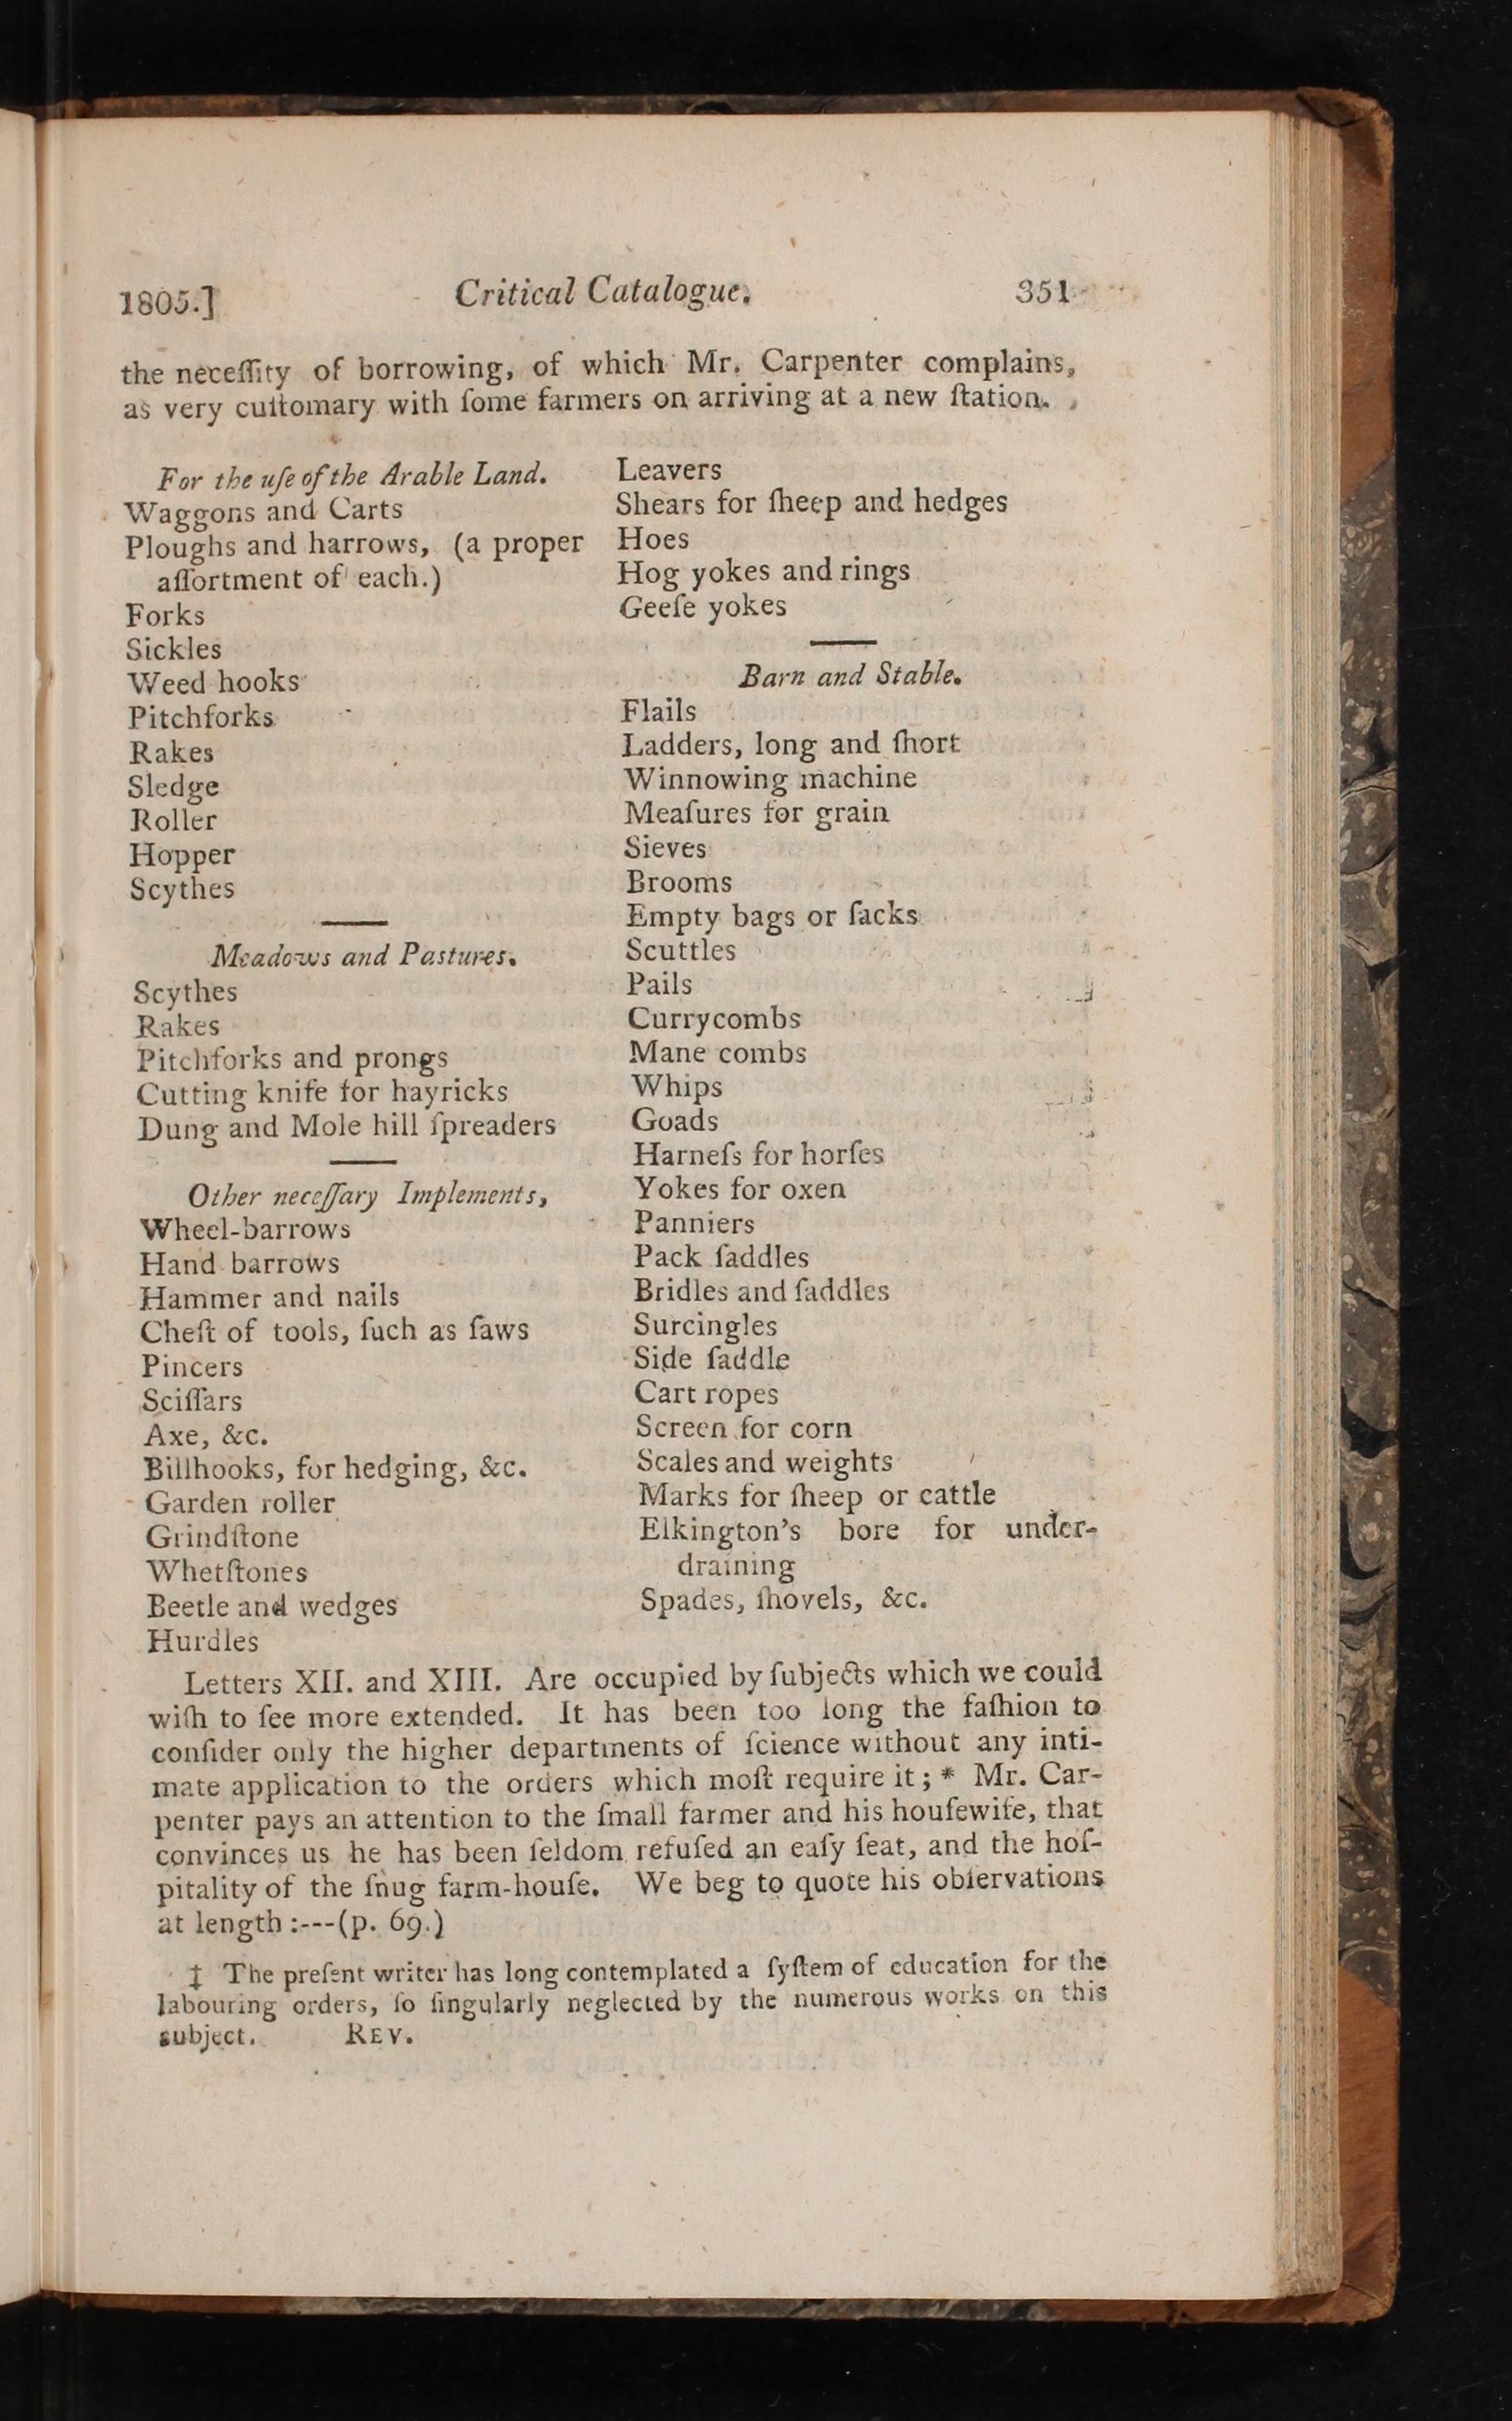 1805.] Critical Catalogue. 351
the neceſſity of borrowing, of which Mr. Carpenter complains,
as very cuſtomary with ſome farmers on arriving at a new ſtation.
For the uſe of the Arable Land.
Waggons and Carts
Ploughs and harrows, (a proper
aſſortment of each.)
Forks
Sickles
Weed hooks
Pitchforks
Rakes
Sledge
Roller
Hopper
Scythes
Meadows and Pastures.
Scythes
Rakes
Pitchforks and prongs
Cutting knife for hayricks
Dung and Mole hill ſpreaders
Other neceſſary Implements,
Wheel-barrows
Hand barrows
Hammer and nails
Cheſt of tools, ſuch as ſaws
Pincers
Sciſſars
Axe, &c.
Billhooks, for hedging, &c.
Garden roller
Grindſtone
Whetſtones
Beetle and wedges
Hurdles
Leavers
Shears for ſheep and hedges
Hoes
Hog yokes and rings
Geeſe yokes
Barn and Stable.
Flails
Ladders, long and ſhort
Winnowing machine
Meaſures for grain
Sieves
Brooms
Empty bags or ſacks
Scuttles
Pails
Currycombs
Mane combs
Whips
Goads
Harneſs for horſes
Yokes for oxen
Panniers
Pack ſaddles
Bridles and ſaddles
Surcingles
Side ſaddle
Cart ropes
Screen for corn
Scales and weights
Marks for ſheep or cattle
Elkington's bore for under-
draining
Spades, ſhovels, &c.
Letters XII. and XIII. Are occupied by ſubjects which we could
wiſh to ſee more extended. It has been too long the faſhion to
conſider only the higher departments of ſcience without any inti-
mate application to the orders which moſt require it; * Mr. Car-
penter pays an attention to the ſmall farmer and his houſewife, that
convinces us he has been ſeldom refuſed an eaſy ſeat, and the hoſ-
pitality of the ſnug farm-houſe. We beg to quote his obſervations
at length:---(p. 69.)
‡ The preſent writer has long contemplated a ſyſtem of education for the
labouring orders, ſo ſingularly neglected by the numerous works on this
subject. REV.